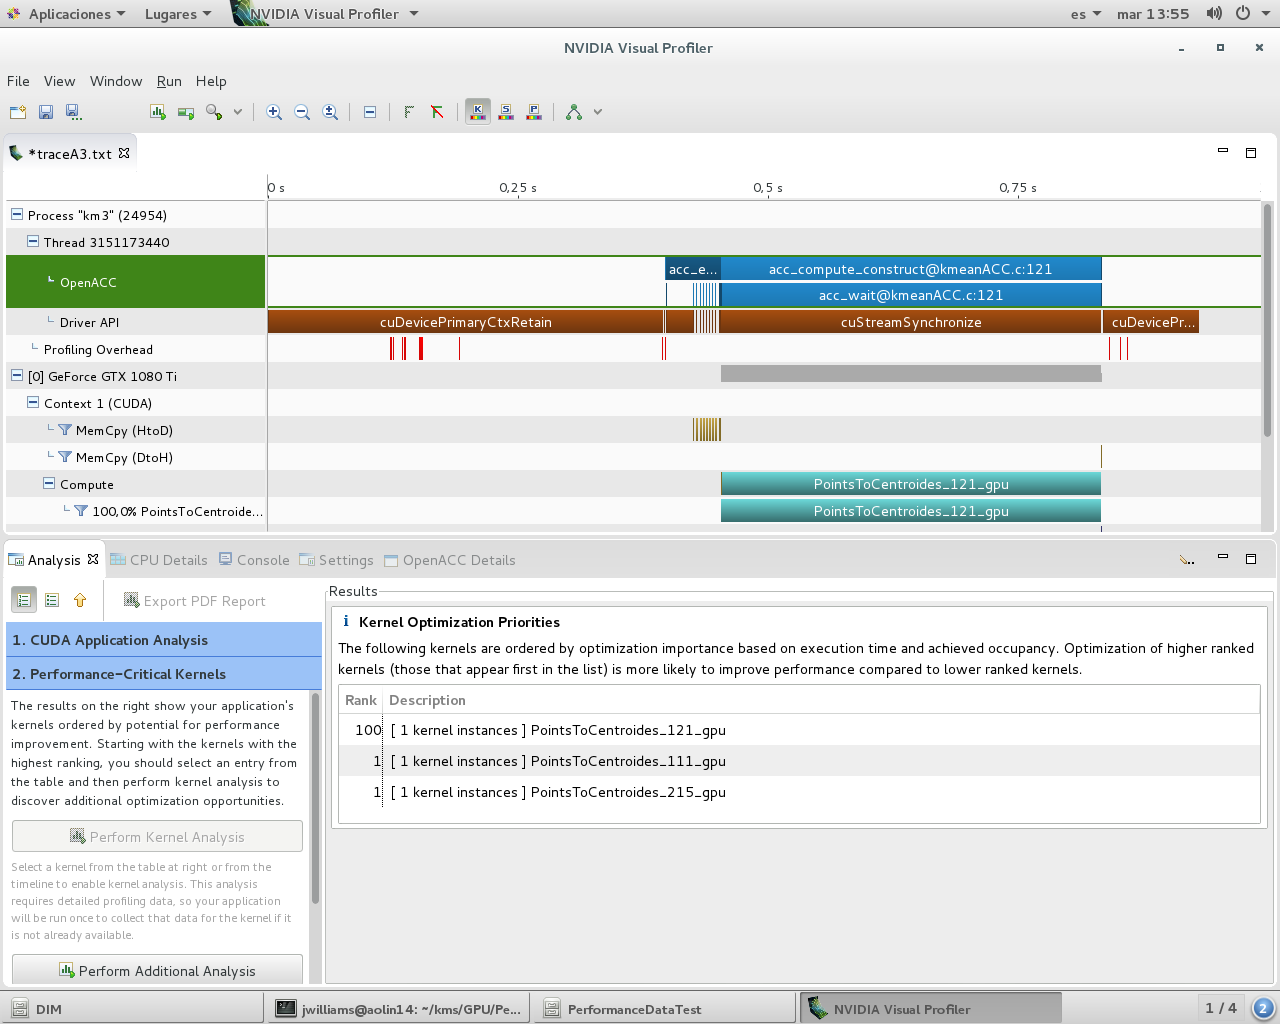 Aplicaciones Lugares NVIDIA Visual Profiler es mar 13:55
NVIDIA Visual Profiler
File View Window Run Help
K S P
*traceA3.txt
0 s 0,25 s 0,5 s 0,75 s
Process "km3" (24954)
Thread 3151173440
OpenACC
acc_e... acc_compute_construct@kmeanACC.c:121
acc_wait@kmeanACC.c:121
Driver API cuDevicePrimaryCtxRetain cuStreamSynchronize cuDevicePr...
Profiling Overhead
[0] GeForce GTX 1080 Ti
Context 1 (CUDA)
MemCpy (HtoD)
MemCpy (DtoH)
Compute PointsToCentroides_121_gpu
100,0% PointsToCentroide... PointsToCentroides_121_gpu
Analysis CPU Details Console Settings OpenACC Details
Export PDF Report
1. CUDA Application Analysis
2. Performance-Critical Kernels
The results on the right show your application's
kernels ordered by potential for performance
improvement. Starting with the kernels with the
highest ranking, you should select an entry from
the table and then perform kernel analysis to
discover additional optimization opportunities.
Perform Kernel Analysis
Select a kernel from the table at right or from the
timeline to enable kernel analysis. This analysis
requires detailed profiling data, so your application
will be run once to collect that data for the kernel if it
is not already available.
Perform Additional Analysis
Results
i Kernel Optimization Priorities
The following kernels are ordered by optimization importance based on execution time and achieved occupancy. Optimization of higher ranked
kernels (those that appear first in the list) is more likely to improve performance compared to lower ranked kernels.
Rank Description
100 [ 1 kernel instances ] PointsToCentroides_121_gpu
1 [ 1 kernel instances ] PointsToCentroides_111_gpu
1 [ 1 kernel instances ] PointsToCentroides_215_gpu
DIM jwilliams@aolin14: ~/kms/GPU/Pe... PerformanceDataTest NVIDIA Visual Profiler 1 / 4 2